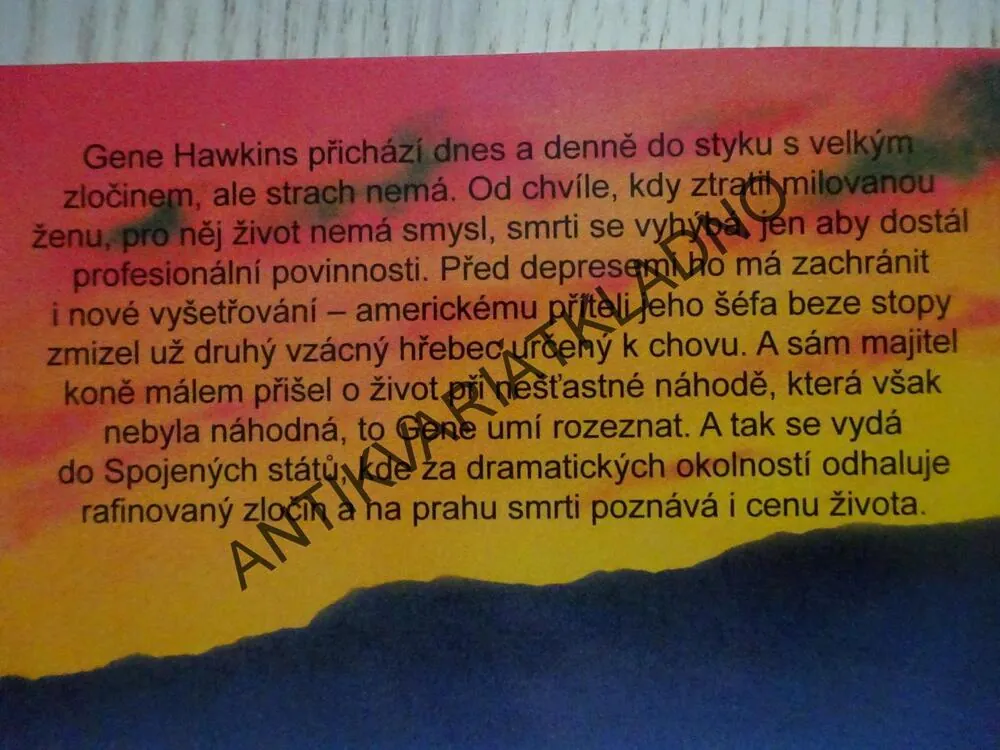 Gene Hawkins přichází dnes a denně do styku s velkým
zločinem, ale strach nemá. Od chvíle, kdy ztratil milovanou
ženu, pro něj život nemá smysl, smrti se vyhýbá, jen aby dostál
profesionální povinnosti. Před depresemi ho má zachránit
i nové vyšetřování – americkému příteli jeho šéfa beze stopy
zmizel už druhý vzácný hřebec určený k chovu. A sám majitel
koně málem přišel o život při nešťastné náhodě, která však
nebyla náhodná, to Gene umí rozeznat. A tak se vydá
do Spojených států, kde za dramatických okolností odhaluje
rafinovaný zločin a na prahu smrti poznává i cenu života.
ANTIKVARIATKLADNO